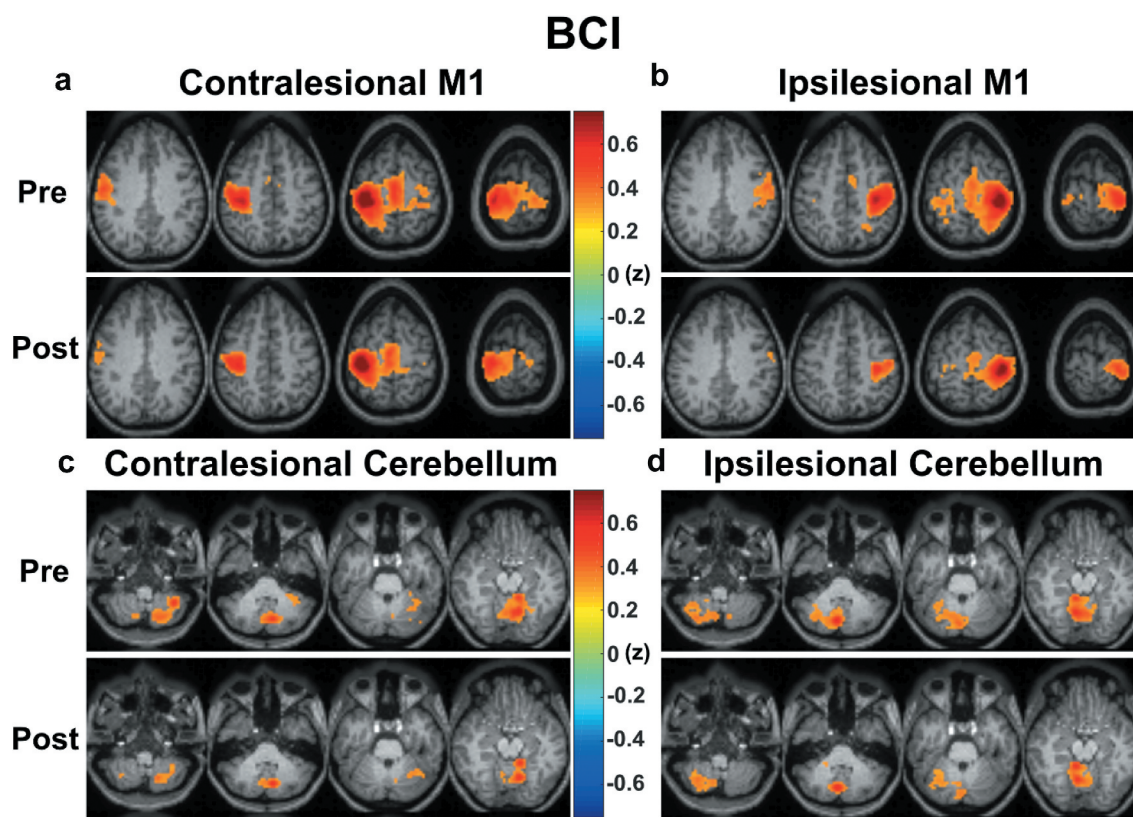 BCI
a Contralesional M1
b Ipsilesional M1
Pre
Post
0.6
0.4
0.2
0 (z)
-0.2
-0.4
-0.6
c Contralesional Cerebellum
d Ipsilesional Cerebellum
Pre
Post
0.6
0.4
0.2
0 (z)
-0.2
-0.4
-0.6